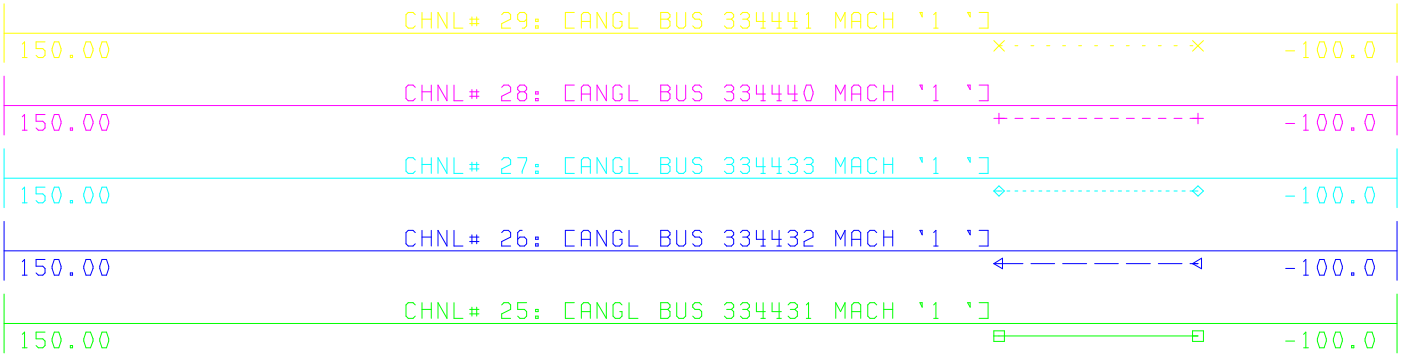 CHNL# 29: [ANGL BUS 334441 MACH '1 ']
150.00 -100.0
CHNL# 28: [ANGL BUS 334440 MACH '1 ']
150.00 -100.0
CHNL# 27: [ANGL BUS 334433 MACH '1 ']
150.00 -100.0
CHNL# 26: [ANGL BUS 334432 MACH '1 ']
150.00 -100.0
CHNL# 25: [ANGL BUS 334431 MACH '1 ']
150.00 -100.0